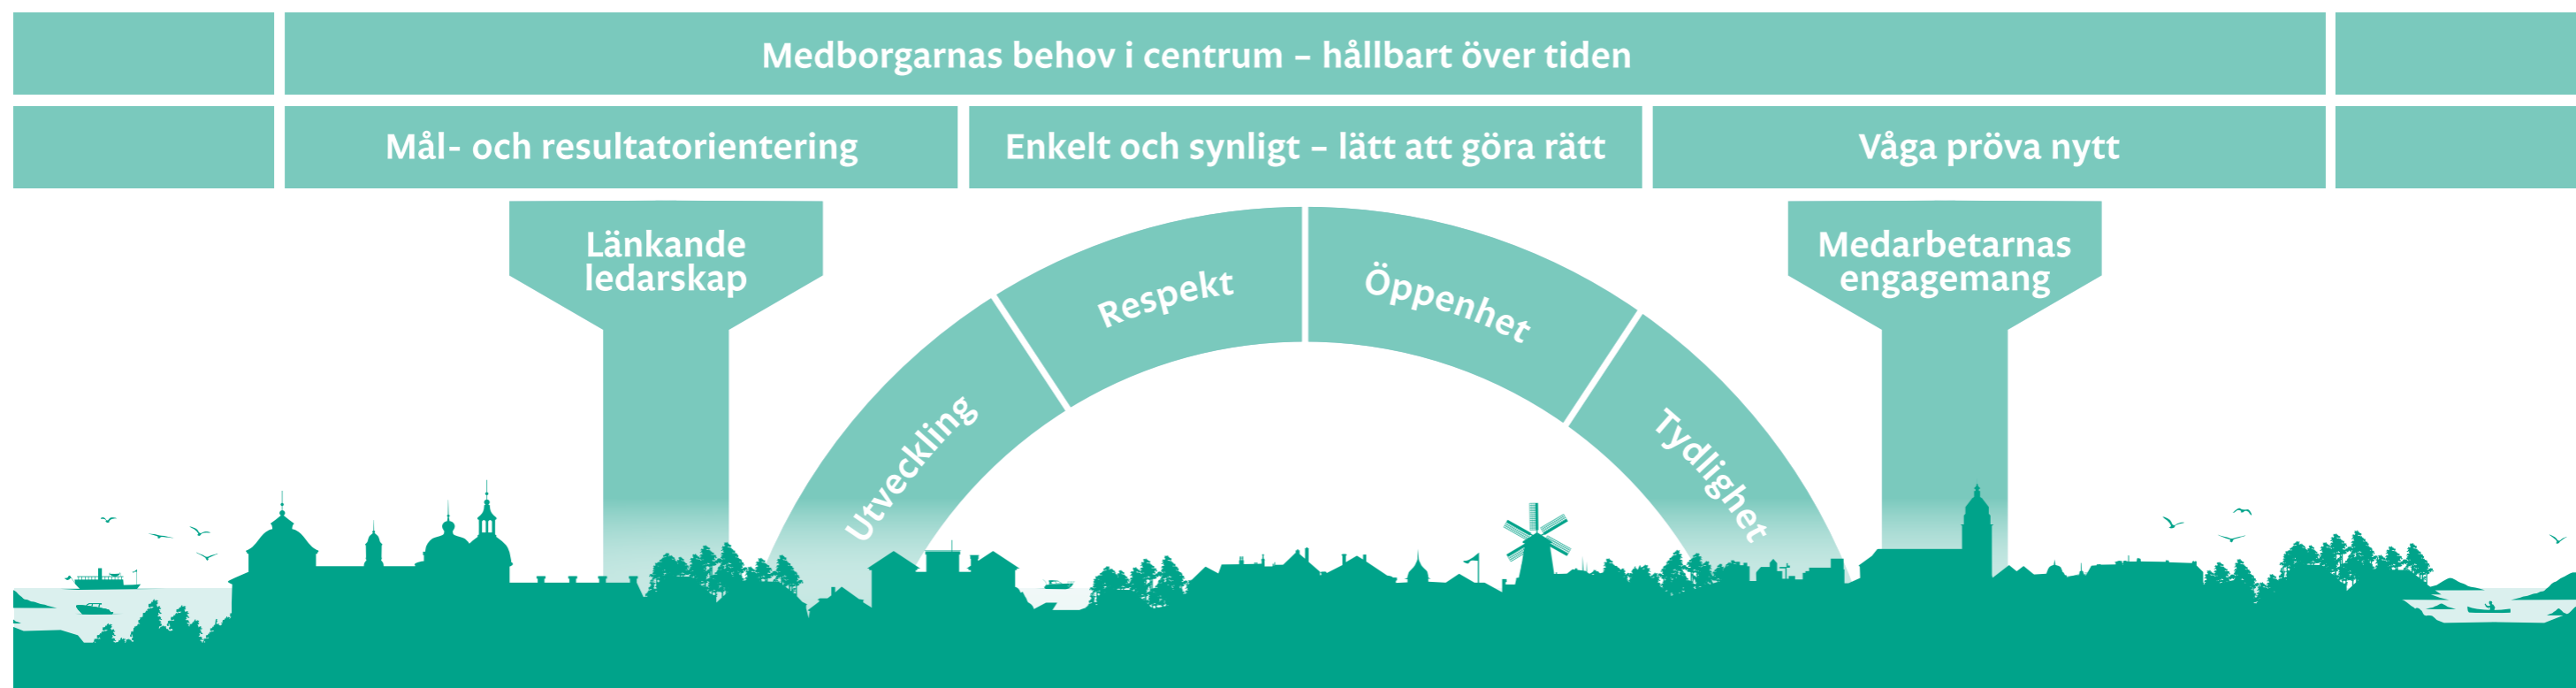 Medborgarnas behov i centrum – hållbart över tiden
Mål- och resultatorientering
Enkelt och synligt – lätt att göra rätt
Våga pröva nytt
Länkande
ledarskap
Utveckling
Respekt
Öppenhet
Tydlighet
Medarbetarnas
engagemang